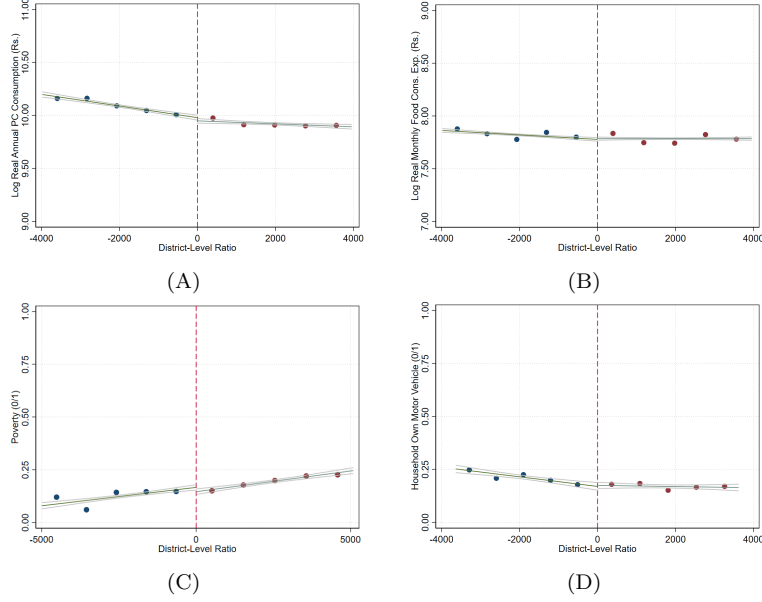 11.00
10.50
10.00
9.50
9.00
Log Real Annual PC Consumption (Rs.)
-4000 -2000 0 2000 4000
District-Level Ratio
(A)
9.00
8.50
8.00
7.50
7.00
Log Real Monthly Food Cons. Exp. (Rs.)
-4000 -2000 0 2000 4000
District-Level Ratio
(B)
1.00
0.75
0.50
0.25
0.00
Poverty (0/1)
-5000 0 5000
District-Level Ratio
(C)
1.00
0.75
0.50
0.25
0.00
Household Own Motor Vehicle (0/1)
-4000 -2000 0 2000 4000
District-Level Ratio
(D)